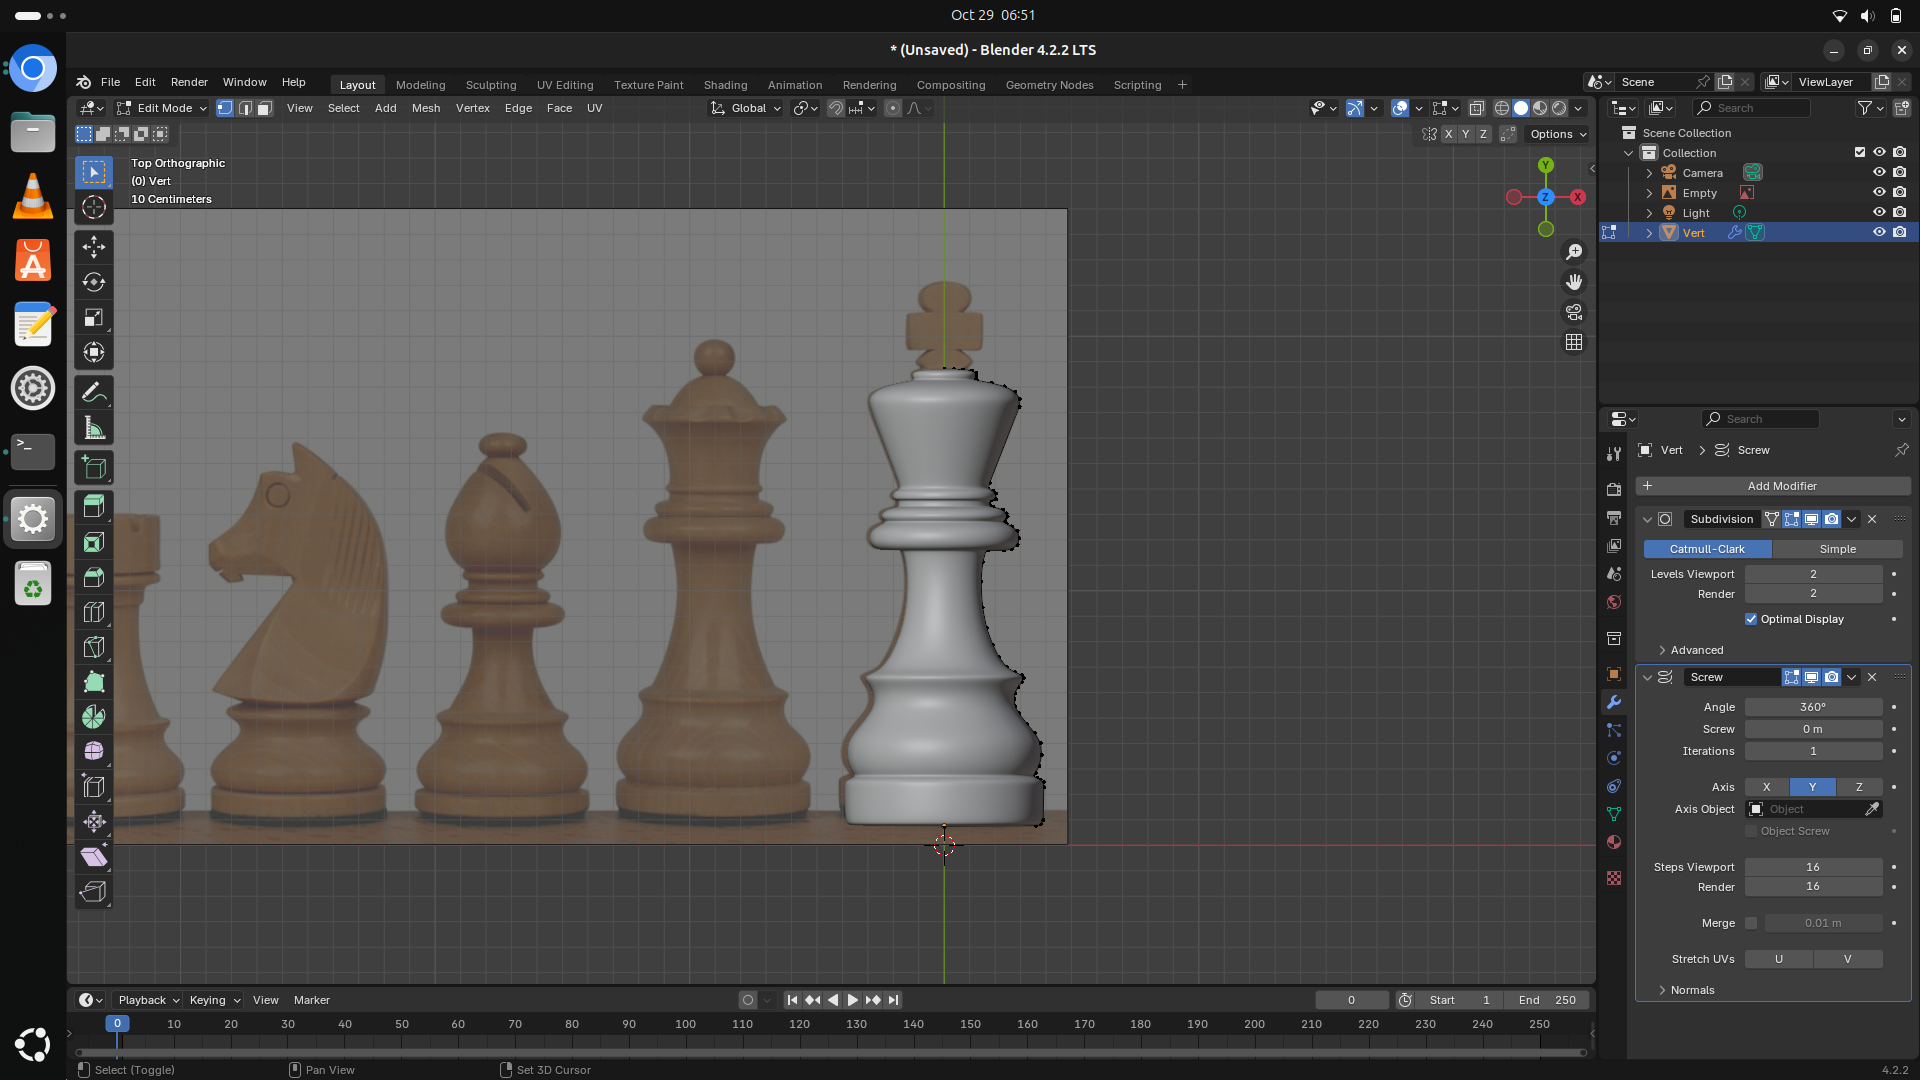 Oct 29 06:51
* (Unsaved) - Blender 4.2.2 LTS
File Edit Render Window Help
Layout Modeling Sculpting UV Editing Texture Paint Shading Animation Rendering Compositing Geometry Nodes Scripting
Scene
ViewLayer
Edit Mode
View Select Add Mesh Vertex Edge Face UV
Global
Search
X Y Z
Options
Top Orthographic
(0) Vert
10 Centimeters
Y
Z
X
Scene Collection
Collection
Camera
Empty
Light
Vert
Search
Vert
Screw
Add Modifier
Subdivision
Catmull-Clark Simple
Levels Viewport 2
Render 2
Optimal Display
Advanced
Screw
Angle 360°
Screw 0 m
Iterations 1
Axis X Y Z
Axis Object Object
Object Screw
Steps Viewport 16
Render 16
Merge 0.01 m
Stretch UVs U V
Normals
Playback Keying View Marker
0 Start 1 End 250
0 10 20 30 40 50 60 70 80 90 100 110 120 130 140 150 160 170 180 190 200 210 220 230 240 250
Select (Toggle) Pan View Set 3D Cursor
4.2.2